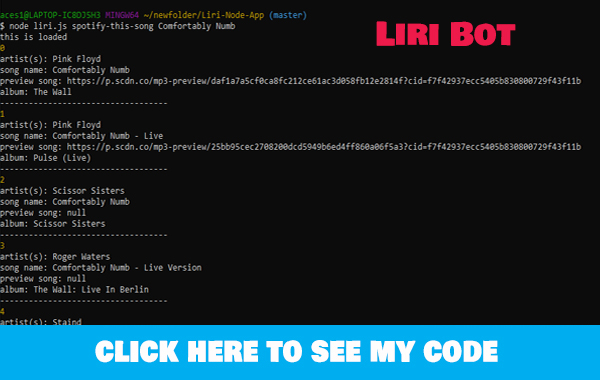 aces1@LAPTOP-IC8DJ5H3 MINGW64 ~/newfolder/Liri-Node-App (master)
$ node liri.js spotify-this-song Comfortably Numb
this is loaded
LIRI BOT
0
artist(s): Pink Floyd
song name: Comfortably Numb
preview song: https://p.scdn.co/mp3-preview/daf1a7a5cf0ca8fc212ce61ac3d058fb12e2814f?cid=f7f42937ecc5405b830800729f43f11b
album: The Wall
----------------------------------
1
artist(s): Pink Floyd
song name: Comfortably Numb - Live
preview song: https://p.scdn.co/mp3-preview/25bb95cec2708200dcd5949b6ed4ff860a06f5a3?cid=f7f42937ecc5405b830800729f43f11b
album: Pulse (Live)
----------------------------------
2
artist(s): Scissor Sisters
song name: Comfortably Numb
preview song: null
album: Scissor Sisters
----------------------------------
3
artist(s): Roger Waters
song name: Comfortably Numb - Live Version
preview song: null
album: The Wall: Live In Berlin
----------------------------------
4
artist(s): Staind
CLICK HERE TO SEE MY CODE